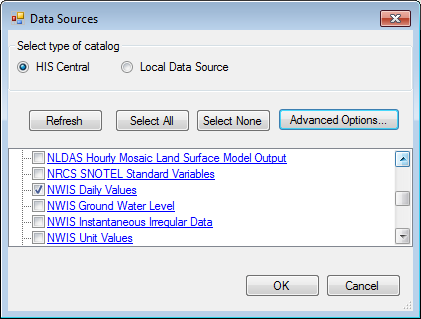 Data Sources
Select type of catalog
HIS Central Local Data Source
Refresh Select All Select None Advanced Options...
NLDAS Hourly Mosaic Land Surface Model Output
NRCS SNOTEL Standard Variables
NWIS Daily Values
NWIS Ground Water Level
NWIS Instantaneous Irregular Data
NWIS Unit Values
OK Cancel